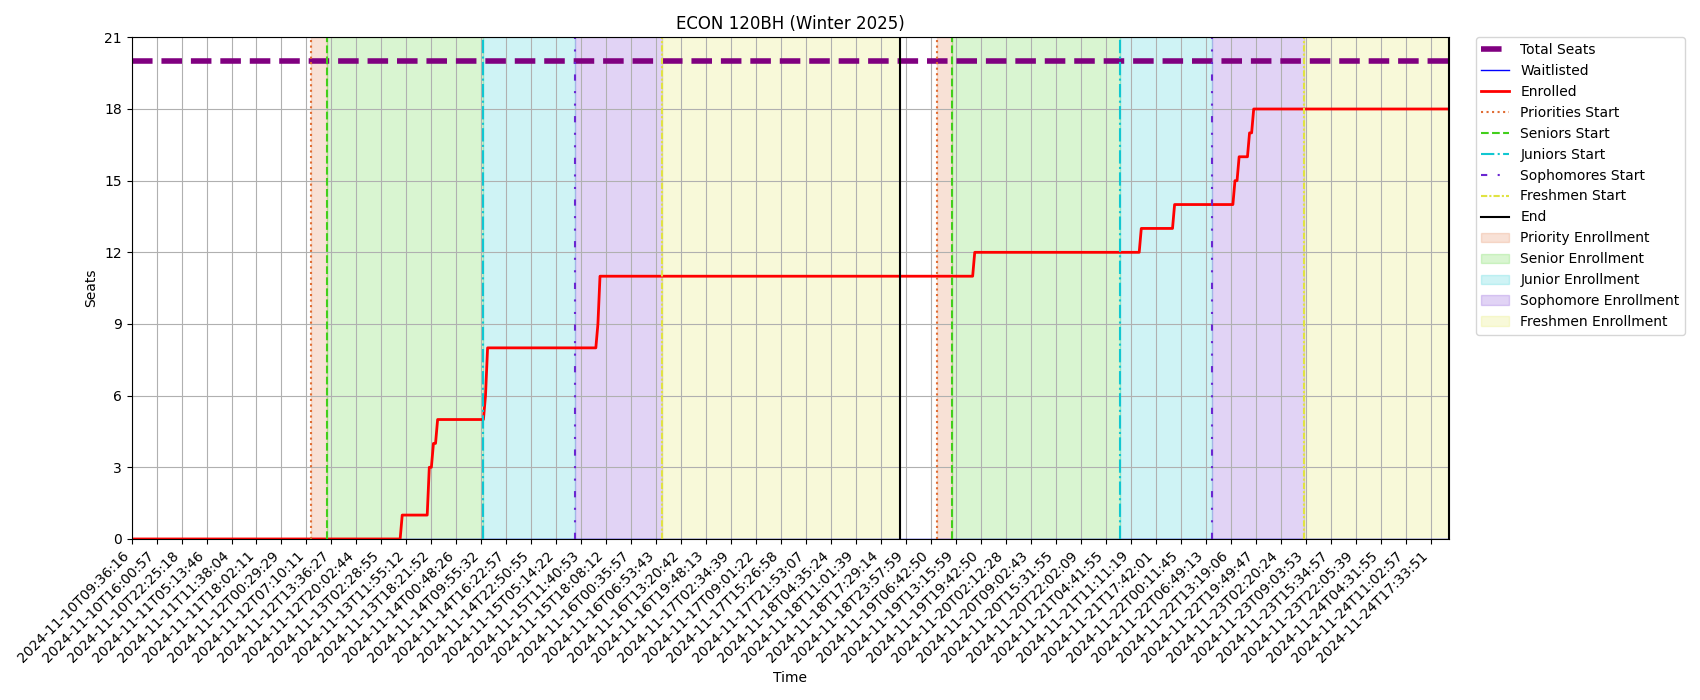 ECON 120BH (Winter 2025)
21
18
15
12
9
6
3
0
Seats
2024-11-10T09:36:16
2024-11-10T16:00:57
2024-11-10T22:25:18
2024-11-11T05:13:46
2024-11-11T11:38:04
2024-11-11T18:02:11
2024-11-12T00:29:29
2024-11-12T07:10:11
2024-11-12T13:36:27
2024-11-12T20:02:44
2024-11-13T03:28:55
2024-11-13T11:55:12
2024-11-13T18:21:52
2024-11-14T00:48:26
2024-11-14T09:55:32
2024-11-14T16:22:57
2024-11-14T22:50:55
2024-11-15T05:14:22
2024-11-15T11:40:53
2024-11-15T18:08:12
2024-11-16T00:35:57
2024-11-16T06:53:43
2024-11-16T13:20:42
2024-11-16T19:48:13
2024-11-17T02:34:39
2024-11-17T09:01:22
2024-11-17T15:26:58
2024-11-17T21:53:07
2024-11-18T04:35:24
2024-11-18T11:01:39
2024-11-18T17:29:14
2024-11-18T23:57:59
2024-11-19T06:42:50
2024-11-19T13:15:59
2024-11-19T19:42:50
2024-11-20T02:12:28
2024-11-20T09:02:43
2024-11-20T15:31:55
2024-11-20T22:02:09
2024-11-21T04:41:55
2024-11-21T11:11:19
2024-11-21T17:42:01
2024-11-22T00:11:45
2024-11-22T06:49:13
2024-11-22T13:19:06
2024-11-22T19:49:47
2024-11-23T02:20:24
2024-11-23T09:03:53
2024-11-23T15:34:57
2024-11-23T22:05:39
2024-11-24T04:31:55
2024-11-24T11:02:57
2024-11-24T17:33:51
Time
Total Seats
Waitlisted
Enrolled
Priorities Start
Seniors Start
Juniors Start
Sophomores Start
Freshmen Start
End
Priority Enrollment
Senior Enrollment
Junior Enrollment
Sophomore Enrollment
Freshmen Enrollment